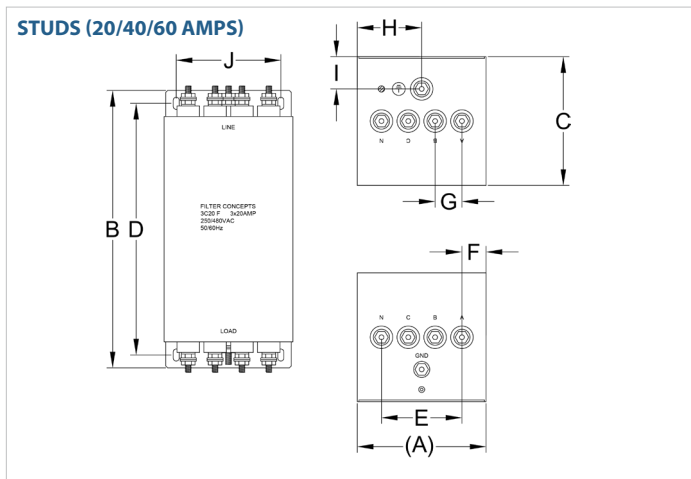 STUDS (20/40/60 AMPS)
J
LINE
B
D
FILTER CONCEPTS
3C20 F 3x20AMP
250/480VAC
50/60Hz
LOAD
H
I
C
N C B A
G
F
N C B A
GND
E
(A)